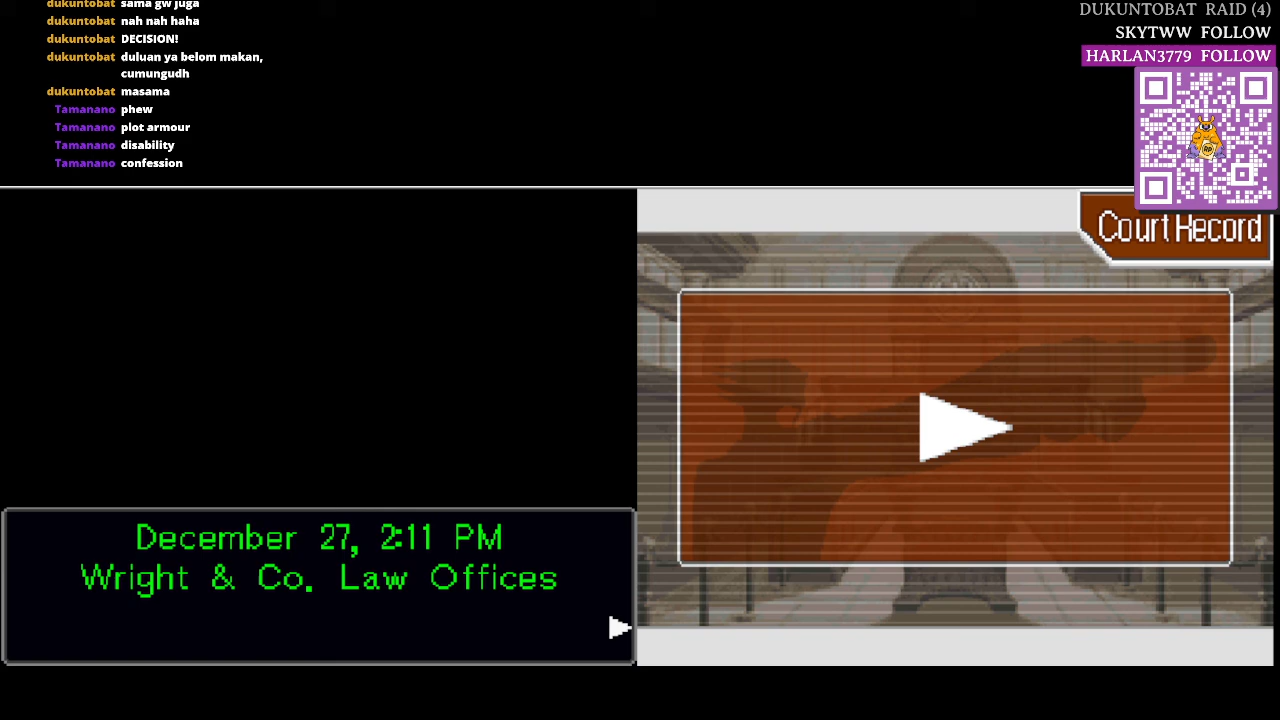 dukuntobat sama gw juga
dukuntobat nah nah haha
dukuntobat DECISION!
dukuntobat duluan ya belom makan,
cumungudh
dukuntobat masama
Tamanano phew
Tamanano plot armour
Tamanano disability
Tamanano confession
DUKUNTOBAT RAID (4)
SKYTWW FOLLOW
HARLAN3779 FOLLOW
Court Record
December 27, 2:11 PM
Wright & Co. Law Offices